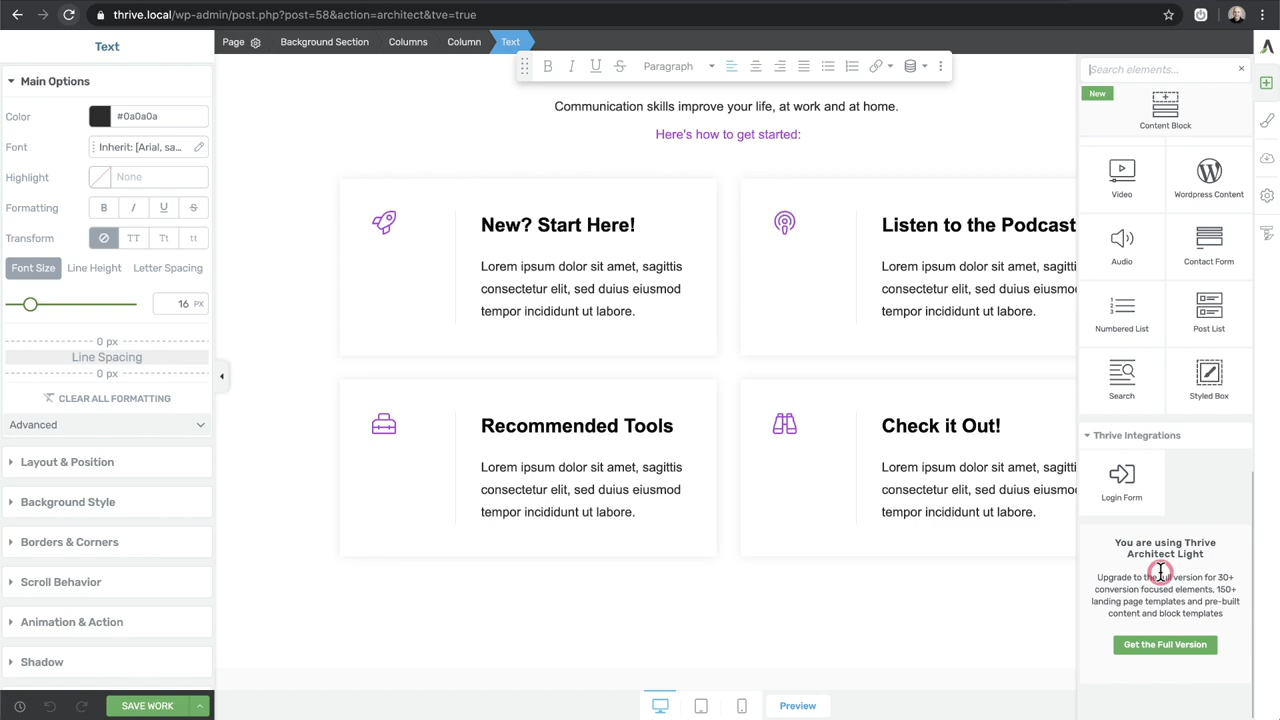 thrive.local/wp-admin/post.php?post=58&action=architect&tve=true
Text
Page
Background Section
Columns
Column
Text
Main Options
Color
#0a0a0a
Font
Inherit: [Arial, sa...
Highlight
None
Formatting
B I U S
Transform
TT Tt tt
Font Size
Line Height
Letter Spacing
16 PX
0 px
Line Spacing
0 px
CLEAR ALL FORMATTING
Advanced
Layout & Position
Background Style
Borders & Corners
Scroll Behavior
Animation & Action
Shadow
SAVE WORK
B I U S Paragraph
Communication skills improve your life, at work and at home.
Here's how to get started:
New? Start Here!
Lorem ipsum dolor sit amet, sagittis
consectetur elit, sed duius eiusmod
tempor incididunt ut labore.
Listen to the Podcast
Lorem ipsum dolor sit amet, sagitti
consectetur elit, sed duius eiusmod
tempor incididunt ut labore.
Recommended Tools
Lorem ipsum dolor sit amet, sagittis
consectetur elit, sed duius eiusmod
tempor incididunt ut labore.
Check it Out!
Lorem ipsum dolor sit amet, sagitti
consectetur elit, sed duius eiusmod
tempor incididunt ut labore.
Preview
Search elements...
New
Content Block
Video
Wordpress Content
Audio
Contact Form
Numbered List
Post List
Search
Styled Box
Thrive Integrations
Login Form
You are using Thrive
Architect Light
Upgrade to the full version for 30+
conversion focused elements, 150+
landing page templates and pre-built
content and block templates
Get the Full Version